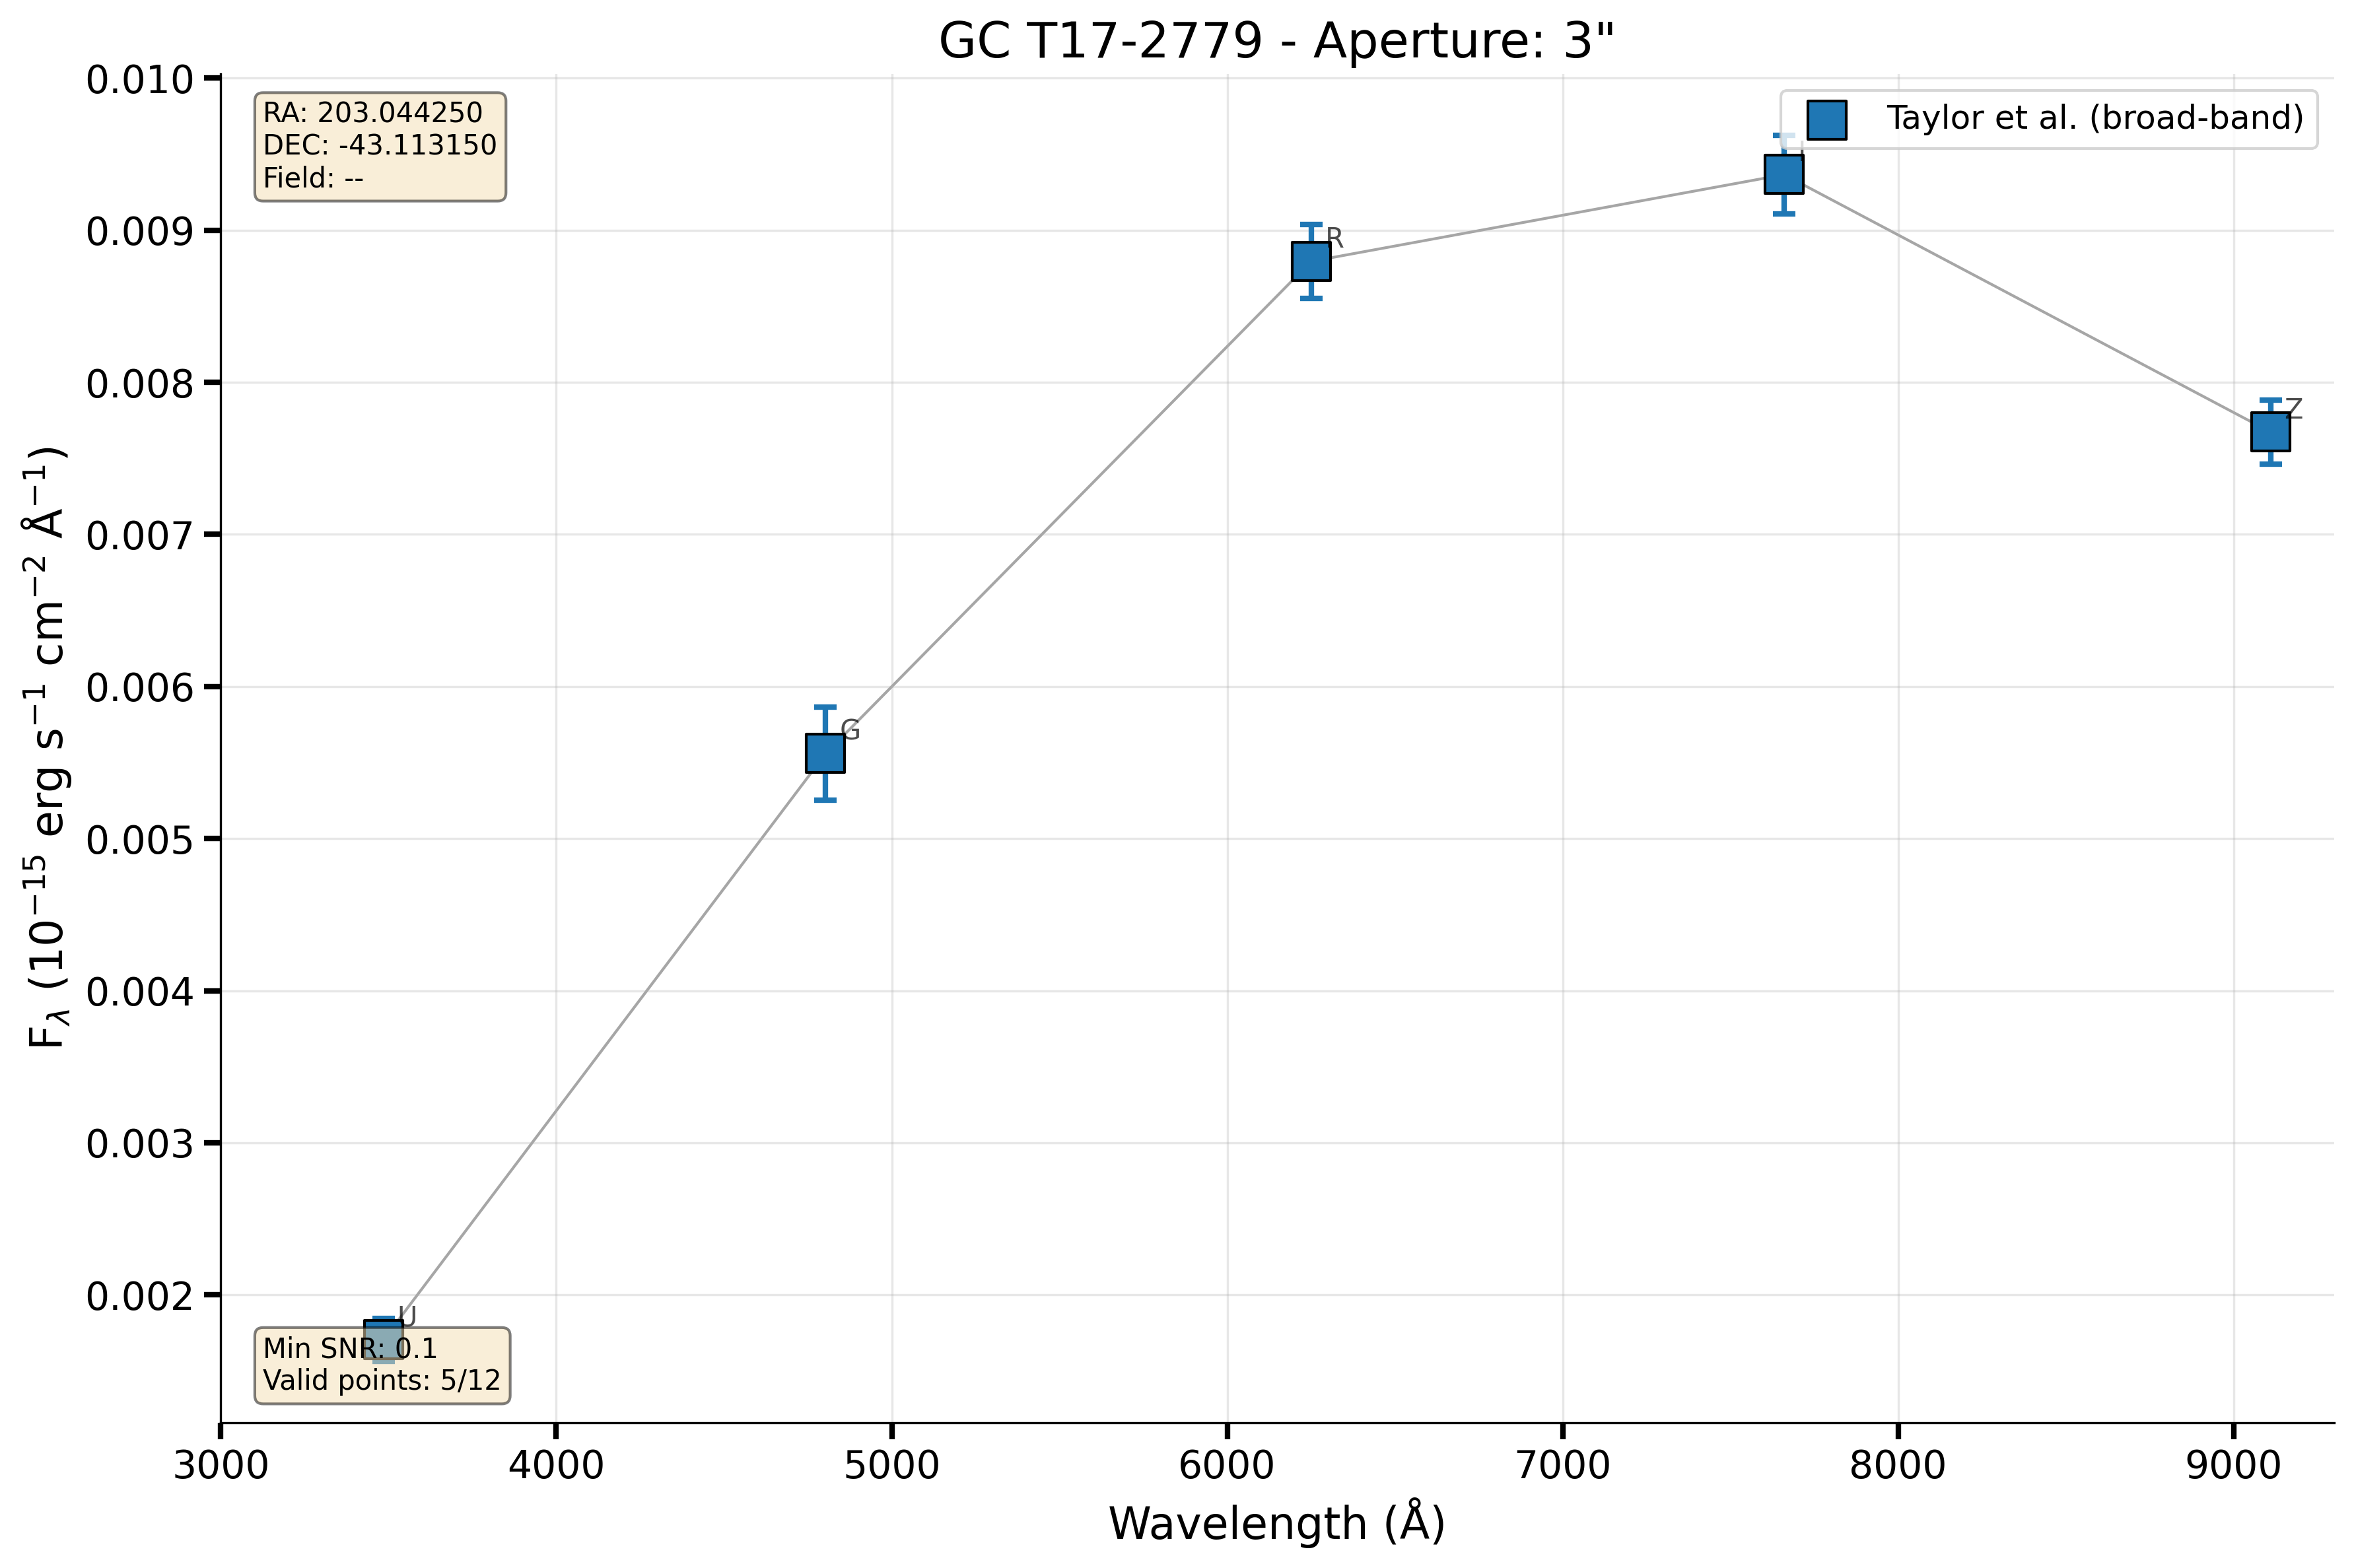 GC T17-2779 - Aperture: 3"
RA: 203.044250
DEC: -43.113150
Field: --
Taylor et al. (broad-band)
I
R
Z
G
U
Min SNR: 0.1
Valid points: 5/12
0.010
0.009
0.008
0.007
0.006
0.005
0.004
0.003
0.002
F_λ (10⁻¹⁵ erg s⁻¹ cm⁻² Å⁻¹)
3000 4000 5000 6000 7000 8000 9000
Wavelength (Å)